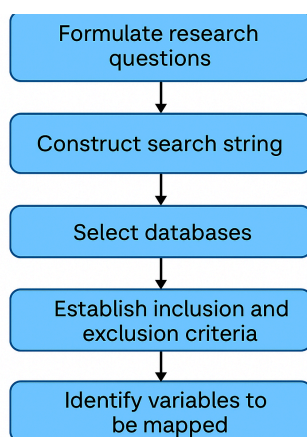 Formulate research
questions
Construct search string
Select databases
Establish inclusion and
exclusion criteria
Identify variables to
be mapped